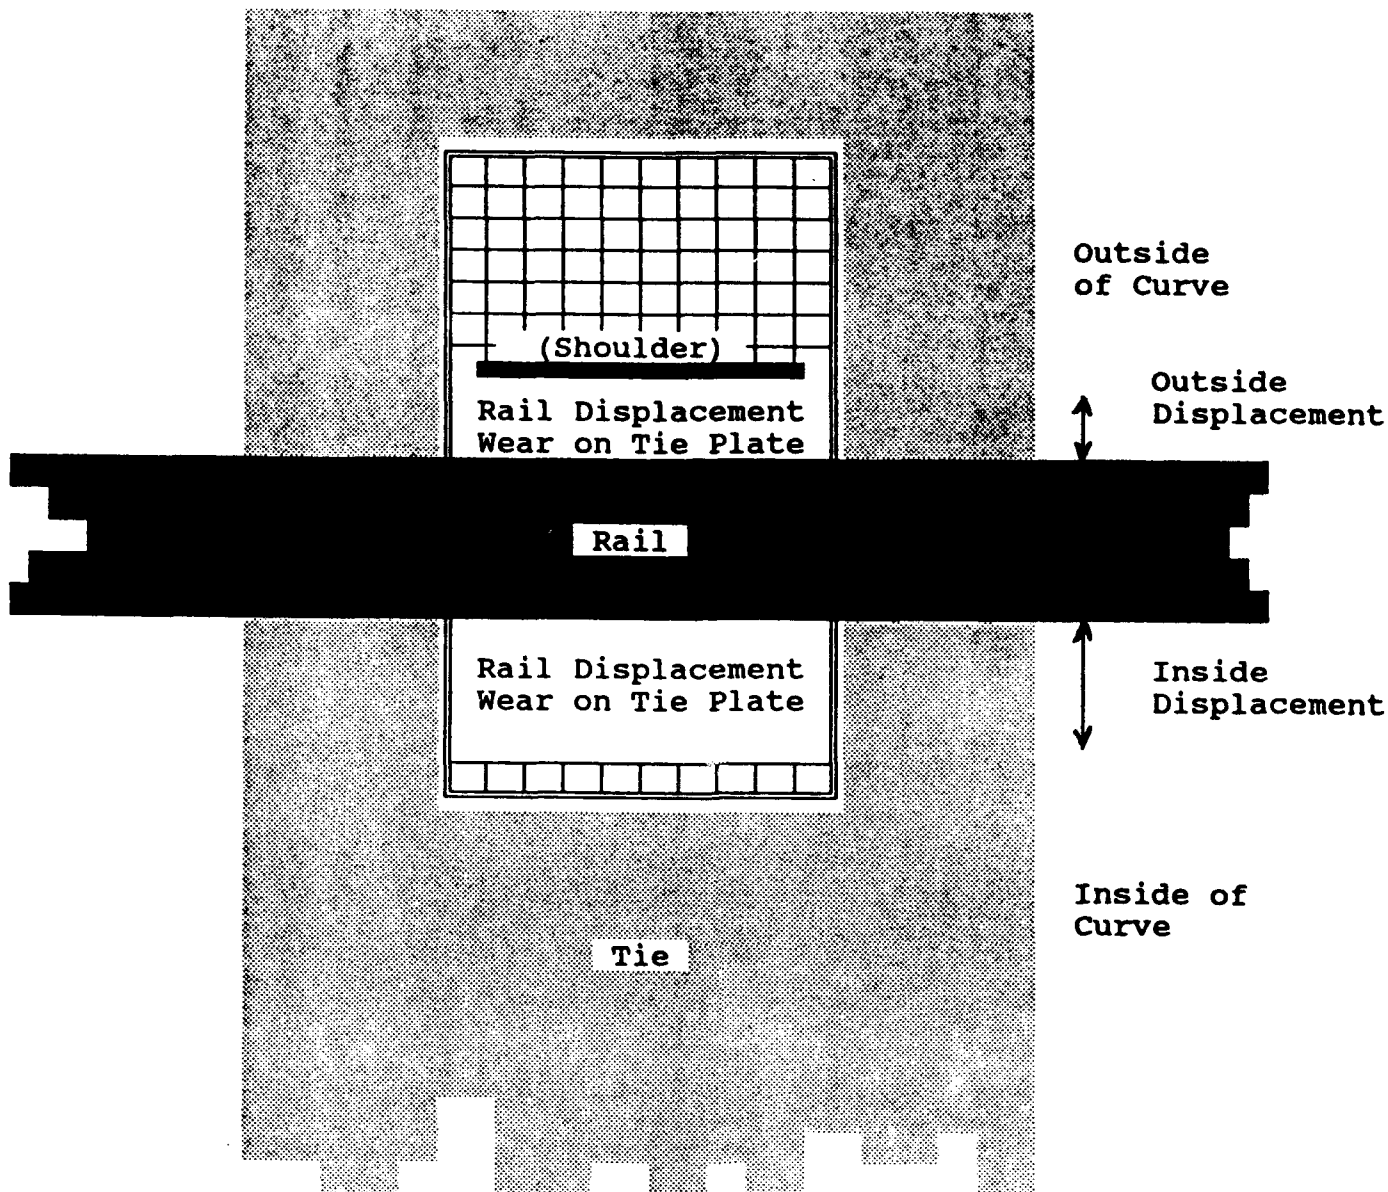 Outside
of Curve
(Shoulder)
Outside
Displacement
Rail Displacement
Wear on Tie Plate
Rail
Rail Displacement
Wear on Tie Plate
Inside
Displacement
Inside of
Curve
Tie